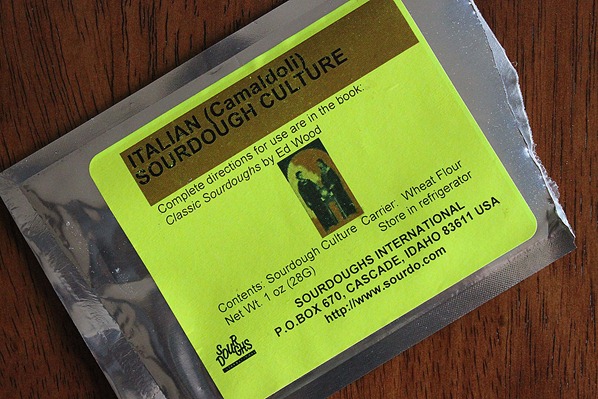 ITALIAN (Camaldoli)
SOURDOUGH CULTURE
Complete directions for use are in the book:
Classic Sourdoughs by Ed Wood
Contents: Sourdough Culture Carrier: Wheat Flour
Net Wt. 1 oz (28G) Store in refrigerator
SOURDOUGHS INTERNATIONAL
P.O.BOX 670, CASCADE, IDAHO 83611 USA
http://www.sourdo.com
SOUR
DOUGHS